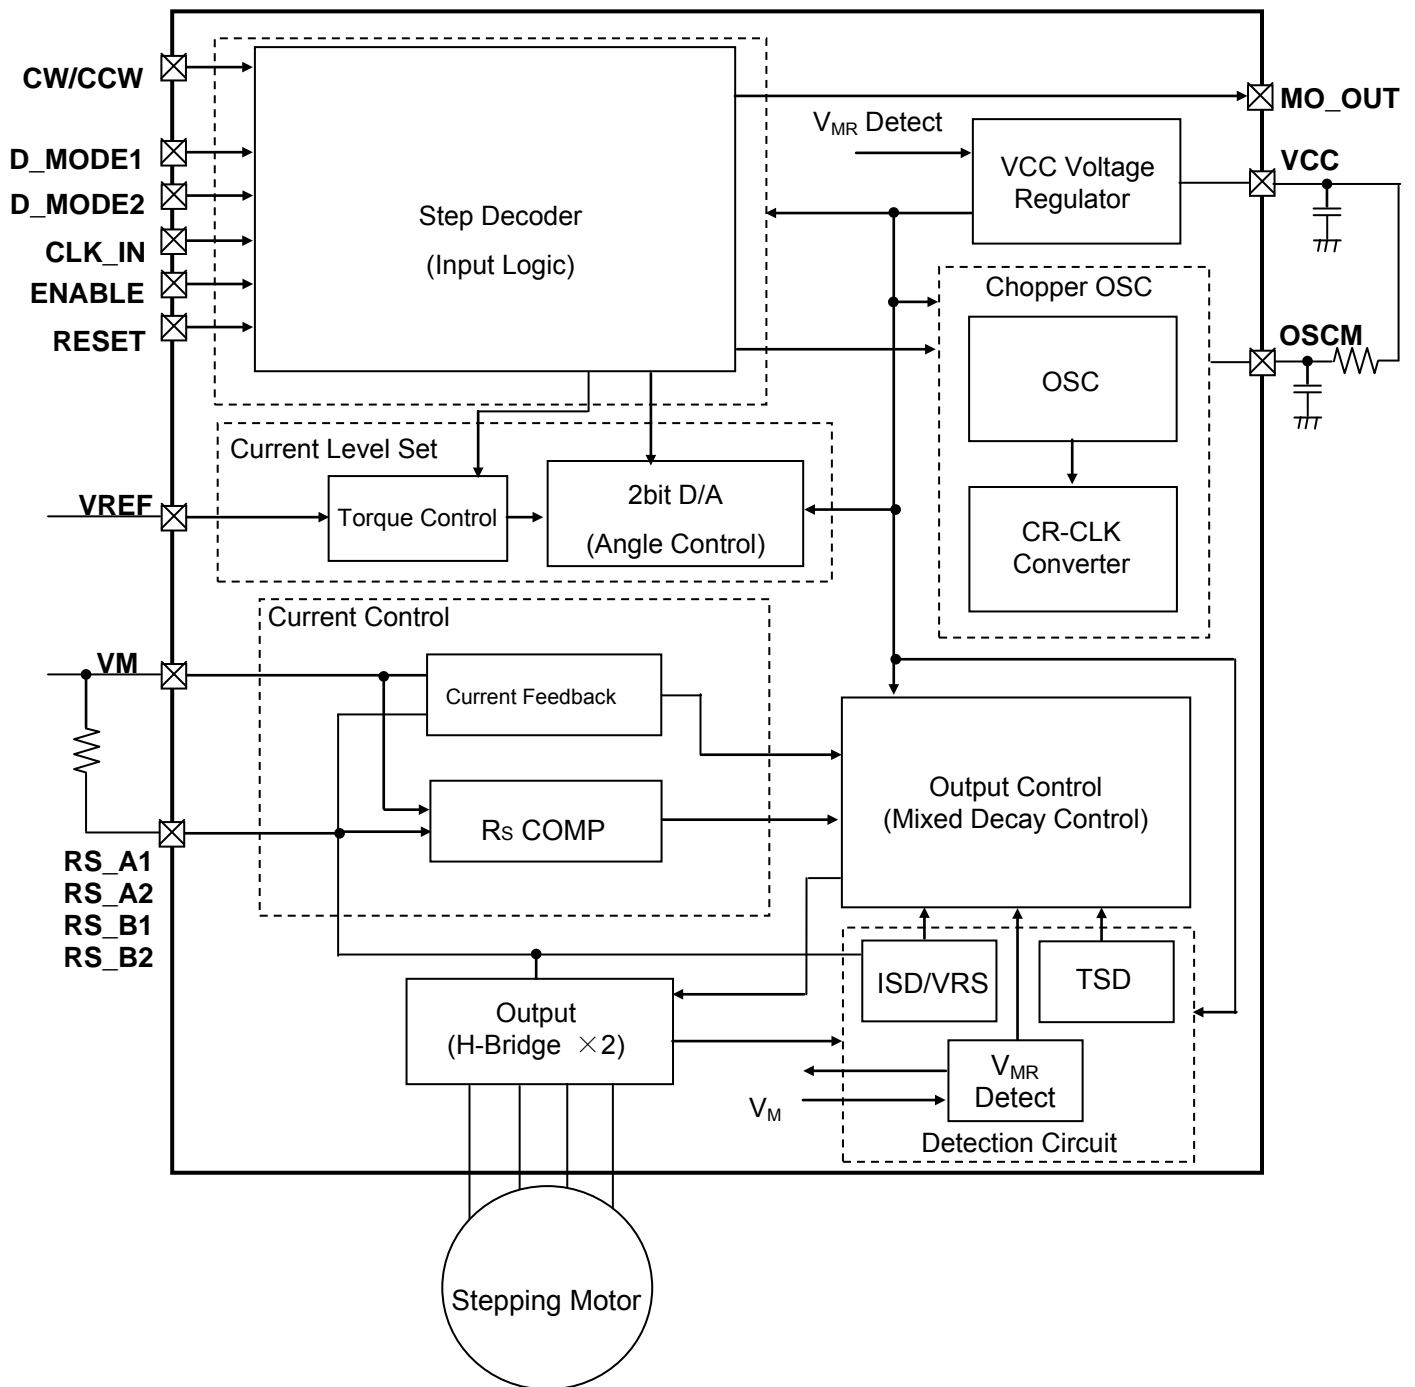 CW/CCW
D_MODE1
D_MODE2
CLK_IN
ENABLE
RESET
Step Decoder
(Input Logic)
MO_OUT
VMR Detect
VCC Voltage
Regulator
VCC
Chopper OSC
OSC
CR-CLK
Converter
OSCM
Current Level Set
VREF
Torque Control
2bit D/A
(Angle Control)
Current Control
VM
Current Feedback
RS COMP
RS_A1
RS_A2
RS_B1
RS_B2
Output Control
(Mixed Decay Control)
Output
(H-Bridge ×2)
ISD/VRS
TSD
VMR
Detect
VM
Detection Circuit
Stepping Motor